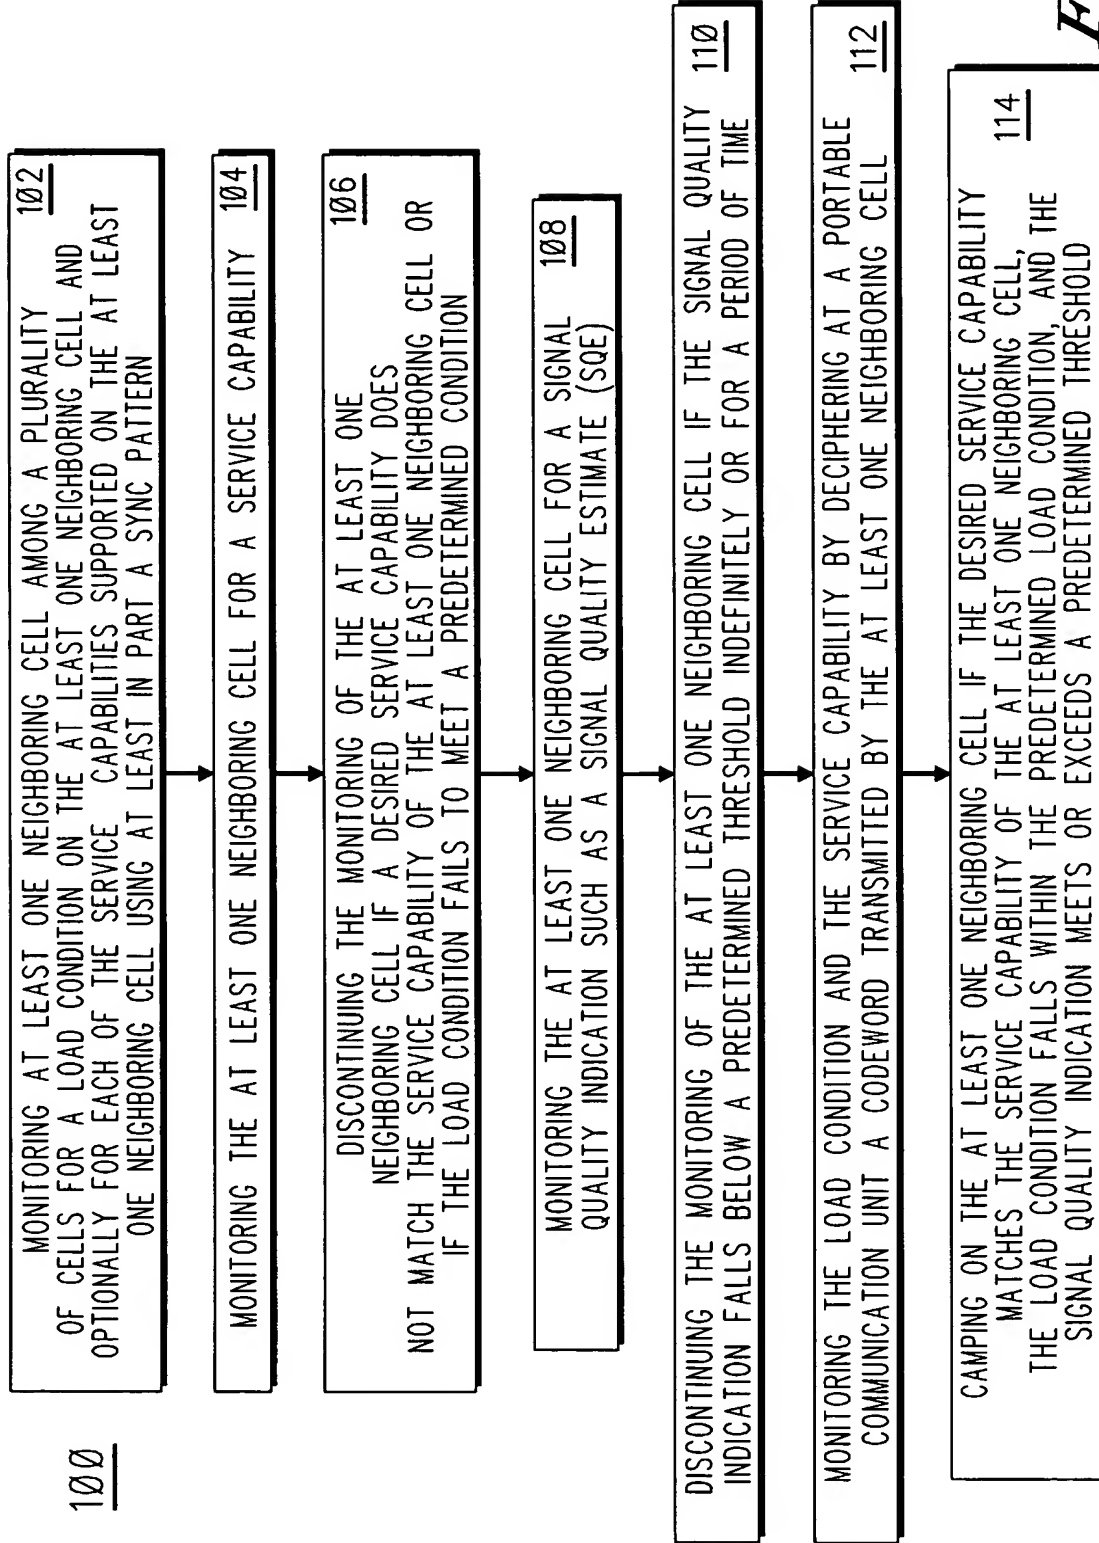 100
MONITORING AT LEAST ONE NEIGHBORING CELL AMONG A PLURALITY 102
OF CELLS FOR A LOAD CONDITION ON THE AT LEAST ONE NEIGHBORING CELL AND
OPTIONALLY FOR EACH OF THE SERVICE CAPABILITIES SUPPORTED ON THE AT LEAST
ONE NEIGHBORING CELL USING AT LEAST IN PART A SYNC PATTERN
MONITORING THE AT LEAST ONE NEIGHBORING CELL FOR A SERVICE CAPABILITY 104
DISCONTINUING THE MONITORING OF THE AT LEAST ONE 106
NEIGHBORING CELL IF A DESIRED SERVICE CAPABILITY DOES
NOT MATCH THE SERVICE CAPABILITY OF THE AT LEAST ONE NEIGHBORING CELL OR
IF THE LOAD CONDITION FAILS TO MEET A PREDETERMINED CONDITION
MONITORING THE AT LEAST ONE NEIGHBORING CELL FOR A SIGNAL 108
QUALITY INDICATION SUCH AS A SIGNAL QUALITY ESTIMATE (SQE)
DISCONTINUING THE MONITORING OF THE AT LEAST ONE NEIGHBORING CELL IF THE SIGNAL QUALITY 110
INDICATION FALLS BELOW A PREDETERMINED THRESHOLD INDEFINITELY OR FOR A PERIOD OF TIME
MONITORING THE LOAD CONDITION AND THE SERVICE CAPABILITY BY DECIPHERING AT A PORTABLE 112
COMMUNICATION UNIT A CODEWORD TRANSMITTED BY THE AT LEAST ONE NEIGHBORING CELL
CAMPING ON THE AT LEAST ONE NEIGHBORING CELL IF THE DESIRED SERVICE CAPABILITY
MATCHES THE SERVICE CAPABILITY OF THE AT LEAST ONE NEIGHBORING CELL, 114
THE LOAD CONDITION FALLS WITHIN THE PREDETERMINED LOAD CONDITION, AND THE
SIGNAL QUALITY INDICATION MEETS OR EXCEEDS A PREDETERMINED THRESHOLD